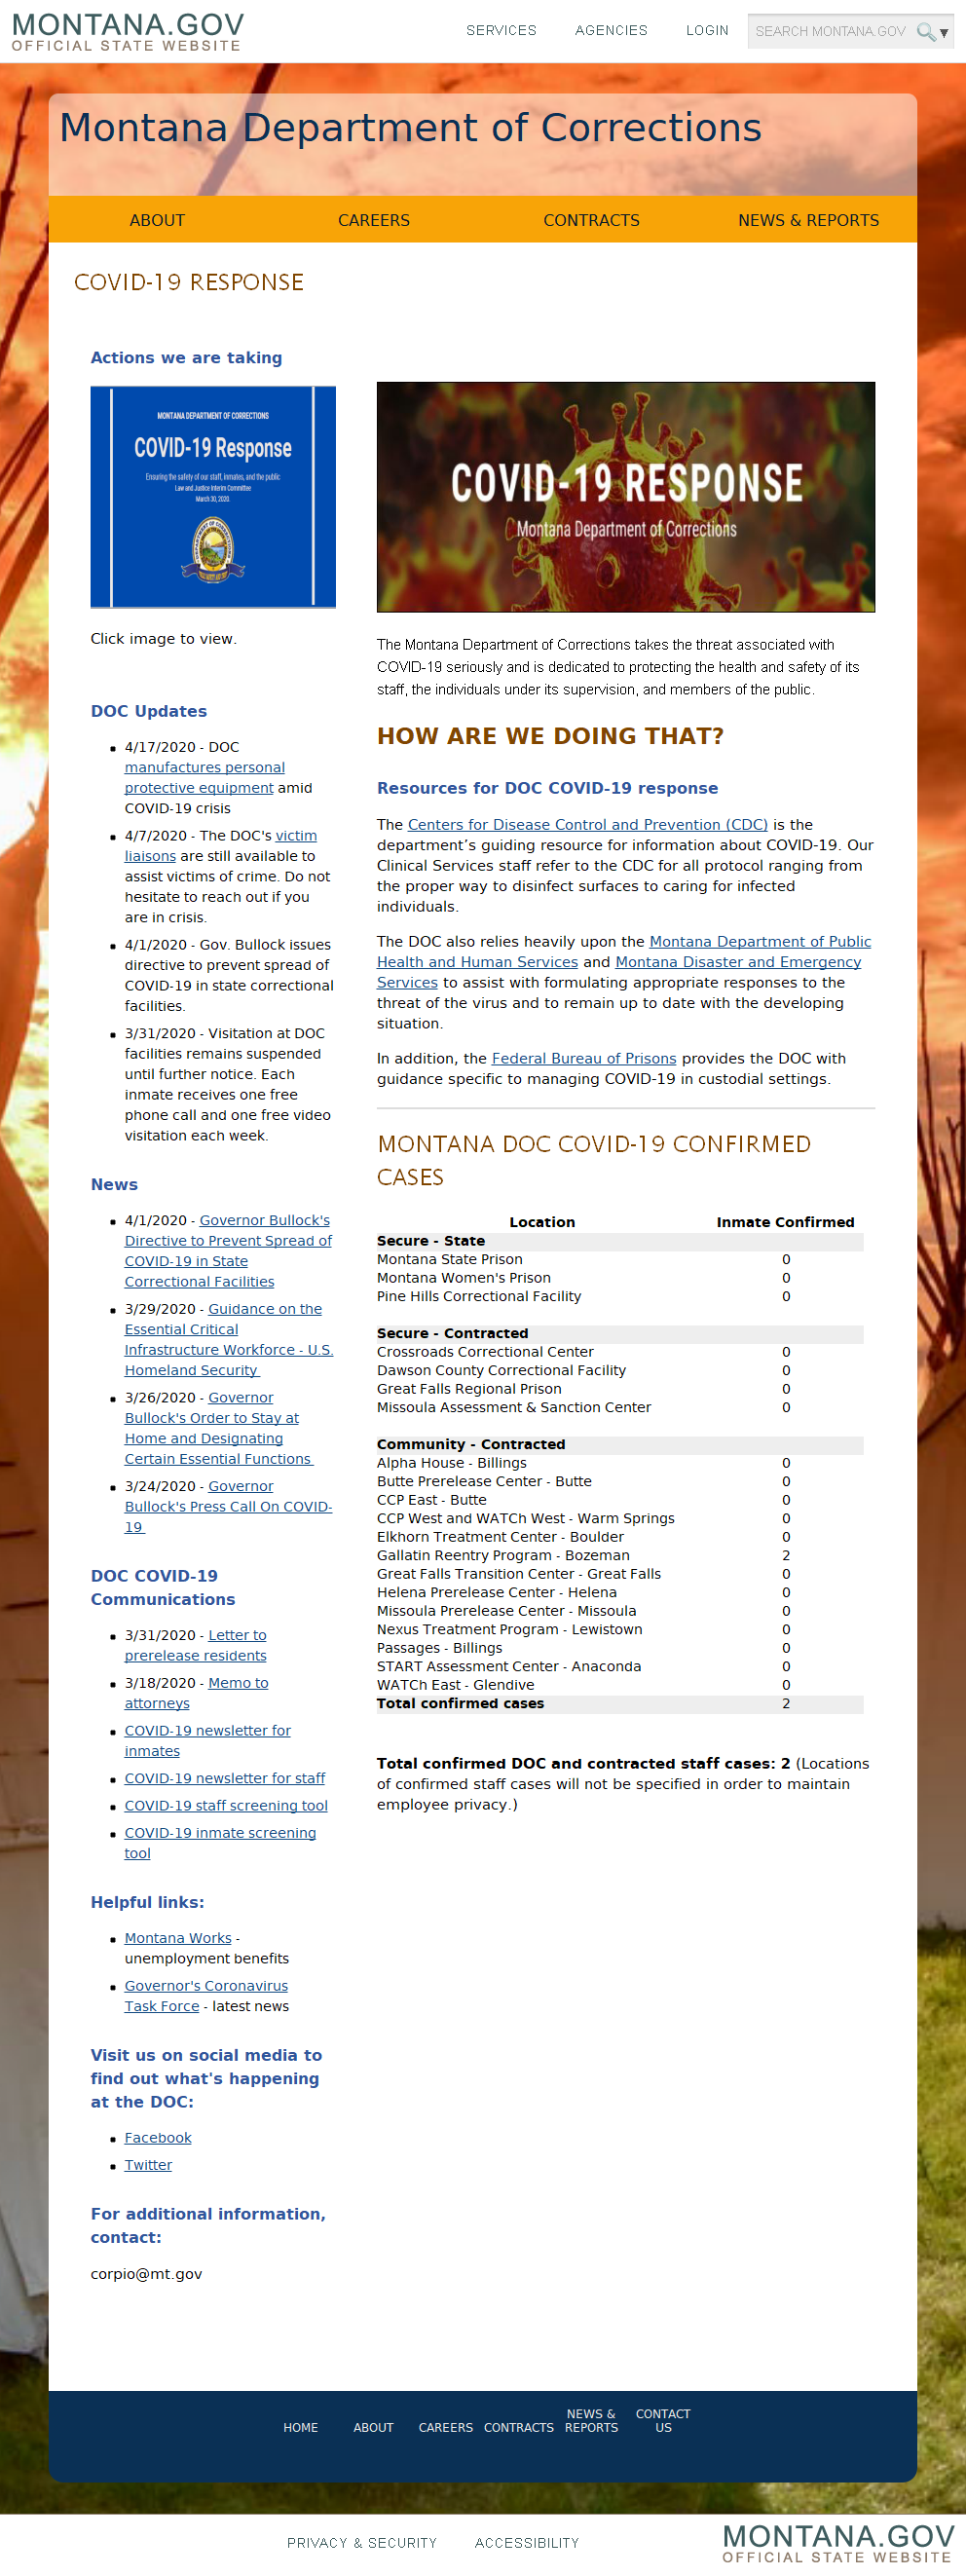 MONTANA.GOV
OFFICIAL STATE WEBSITE
SERVICES
AGENCIES
LOGIN
SEARCH MONTANA.GOV
Montana Department of Corrections
ABOUT
CAREERS
CONTRACTS
NEWS & REPORTS
COVID-19 RESPONSE
Actions we are taking
MONTANA DEPARTMENT OF CORRECTIONS
COVID-19 Response
Ensuring the safety of our staff, inmates, and the public
Law and Justice Interim Committee
March 30, 2020
Click image to view.
DOC Updates
4/17/2020 - DOC
manufactures personal
protective equipment amid
COVID-19 crisis
4/7/2020 - The DOC's victim
liaisons are still available to
assist victims of crime. Do not
hesitate to reach out if you
are in crisis.
4/1/2020 - Gov. Bullock issues
directive to prevent spread of
COVID-19 in state correctional
facilities.
3/31/2020 - Visitation at DOC
facilities remains suspended
until further notice. Each
inmate receives one free
phone call and one free video
visitation each week.
News
4/1/2020 - Governor Bullock's
Directive to Prevent Spread of
COVID-19 in State
Correctional Facilities
3/29/2020 - Guidance on the
Essential Critical
Infrastructure Workforce - U.S.
Homeland Security
3/26/2020 - Governor
Bullock's Order to Stay at
Home and Designating
Certain Essential Functions
3/24/2020 - Governor
Bullock's Press Call On COVID-
19
DOC COVID-19
Communications
3/31/2020 - Letter to
prerelease residents
3/18/2020 - Memo to
attorneys
COVID-19 newsletter for
inmates
COVID-19 newsletter for staff
COVID-19 staff screening tool
COVID-19 inmate screening
tool
Helpful links:
Montana Works -
unemployment benefits
Governor's Coronavirus
Task Force - latest news
Visit us on social media to
find out what's happening
at the DOC:
Facebook
Twitter
For additional information,
contact:
corpio@mt.gov
COVID-19 RESPONSE
Montana Department of Corrections
The Montana Department of Corrections takes the threat associated with
COVID-19 seriously and is dedicated to protecting the health and safety of its
staff, the individuals under its supervision, and members of the public.
HOW ARE WE DOING THAT?
Resources for DOC COVID-19 response
The Centers for Disease Control and Prevention (CDC) is the
department’s guiding resource for information about COVID-19. Our
Clinical Services staff refer to the CDC for all protocol ranging from
the proper way to disinfect surfaces to caring for infected
individuals.
The DOC also relies heavily upon the Montana Department of Public
Health and Human Services and Montana Disaster and Emergency
Services to assist with formulating appropriate responses to the
threat of the virus and to remain up to date with the developing
situation.
In addition, the Federal Bureau of Prisons provides the DOC with
guidance specific to managing COVID-19 in custodial settings.
MONTANA DOC COVID-19 CONFIRMED
CASES
Location Inmate Confirmed
Secure - State
Montana State Prison 0
Montana Women's Prison 0
Pine Hills Correctional Facility 0
Secure - Contracted
Crossroads Correctional Center 0
Dawson County Correctional Facility 0
Great Falls Regional Prison 0
Missoula Assessment & Sanction Center 0
Community - Contracted
Alpha House - Billings 0
Butte Prerelease Center - Butte 0
CCP East - Butte 0
CCP West and WATCh West - Warm Springs 0
Elkhorn Treatment Center - Boulder 0
Gallatin Reentry Program - Bozeman 2
Great Falls Transition Center - Great Falls 0
Helena Prerelease Center - Helena 0
Missoula Prerelease Center - Missoula 0
Nexus Treatment Program - Lewistown 0
Passages - Billings 0
START Assessment Center - Anaconda 0
WATCh East - Glendive 0
Total confirmed cases 2
Total confirmed DOC and contracted staff cases: 2 (Locations
of confirmed staff cases will not be specified in order to maintain
employee privacy.)
HOME
ABOUT
CAREERS
CONTRACTS
NEWS &
REPORTS
CONTACT
US
PRIVACY & SECURITY
ACCESSIBILITY
MONTANA.GOV
OFFICIAL STATE WEBSITE